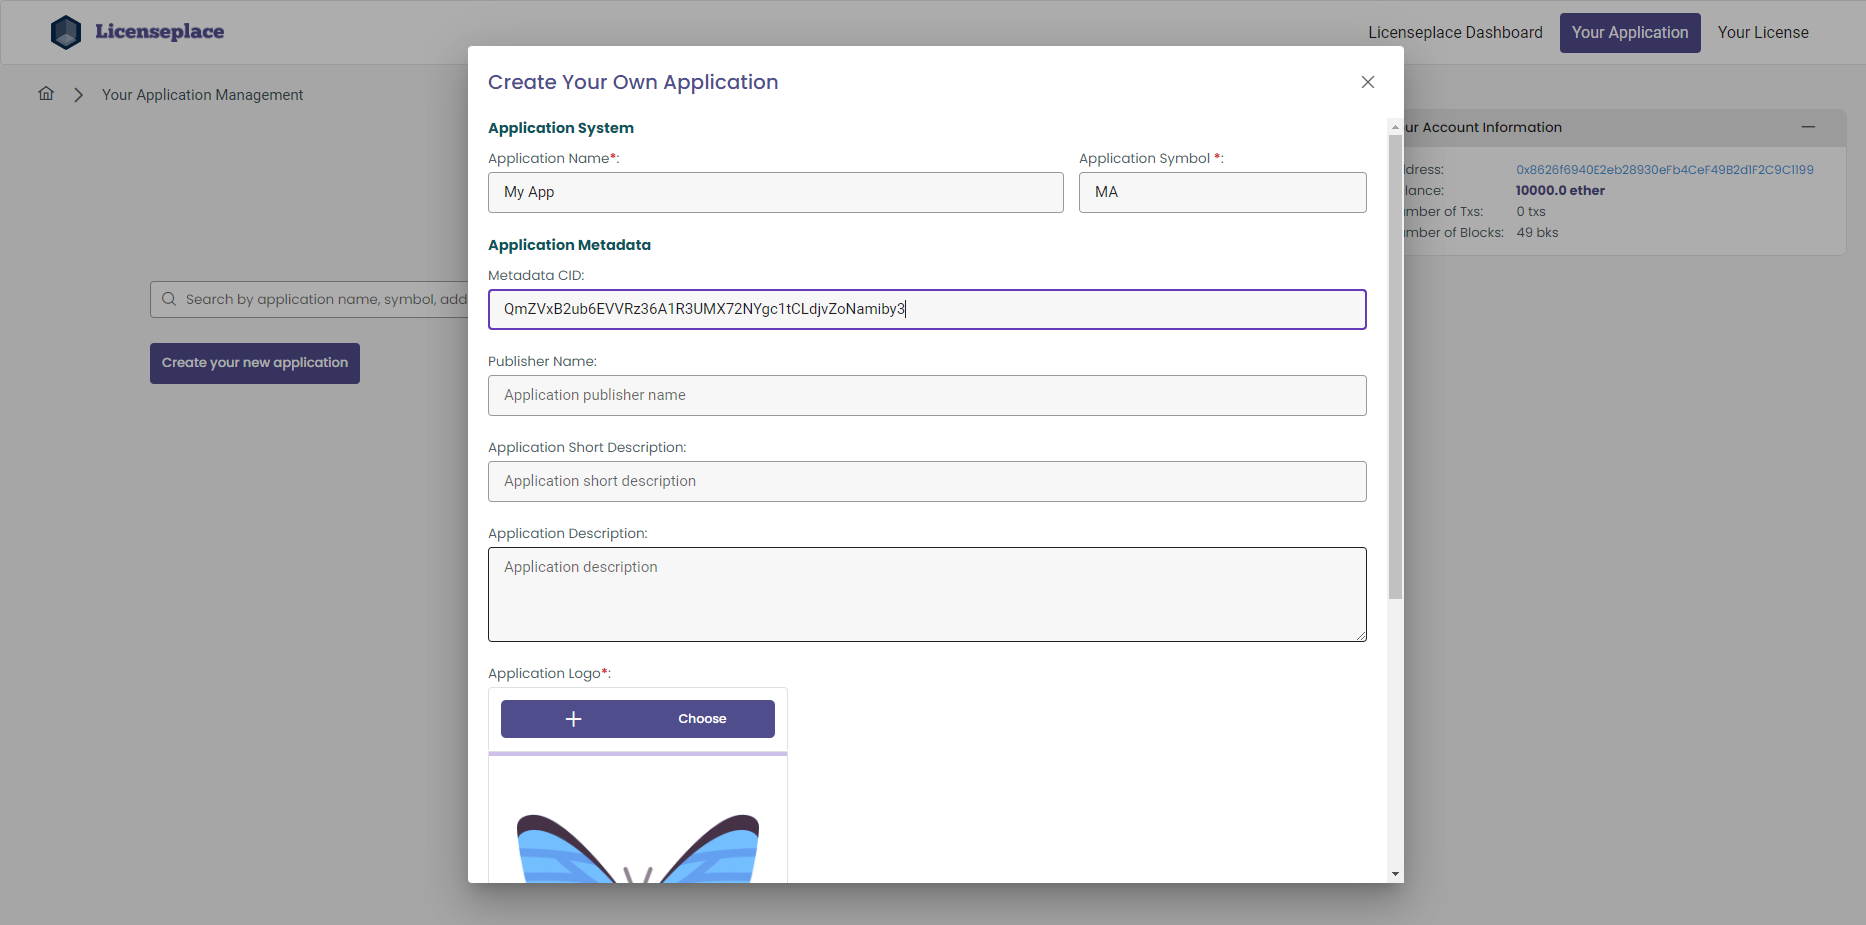 Licenseplace
Licenseplace Dashboard
Your Application
Your License
Your Application Management
Create Your Own Application
Application System
Application Name*:
Application Symbol *:
My App
MA
Application Metadata
Metadata CID:
QmZVxB2ub6EVVRz36A1R3UMX72NYgc1tCLdjvZoNamiby3
Publisher Name:
Application publisher name
Application Short Description:
Application short description
Application Description:
Application description
Application Logo*:
Choose
Search by application name, symbol, add
Create your new application
ur Account Information
dress:
0x8626f6940E2eb28930eFb4CeF49B2d1F2C9C1199
lance:
10000.0 ether
mber of Txs:
0 txs
mber of Blocks:
49 bks